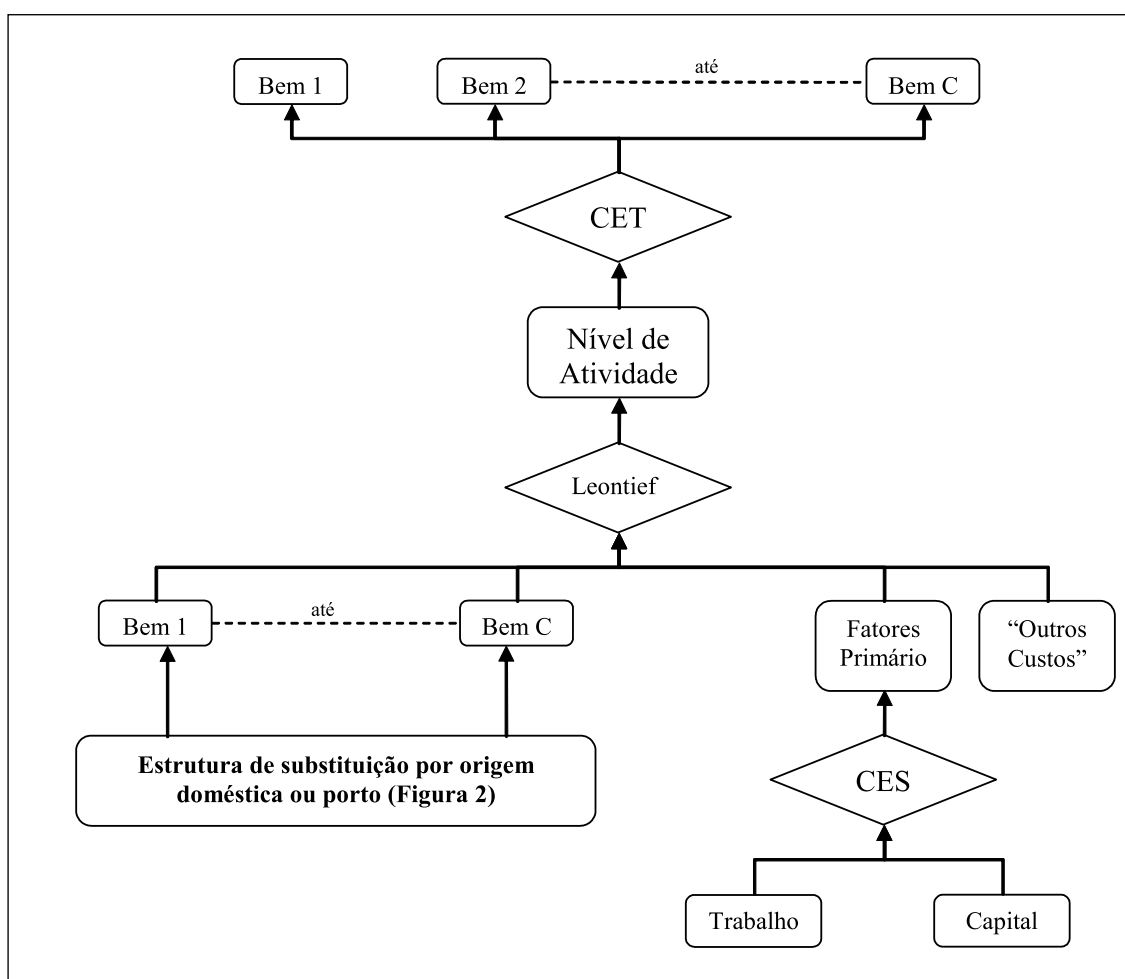 Bem 1
Bem 2
até
Bem C
CET
Nível de
Atividade
Leontief
Bem 1
até
Bem C
Fatores
Primário
“Outros
Custos”
Estrutura de substituição por origem
doméstica ou porto (Figura 2)
CES
Trabalho
Capital